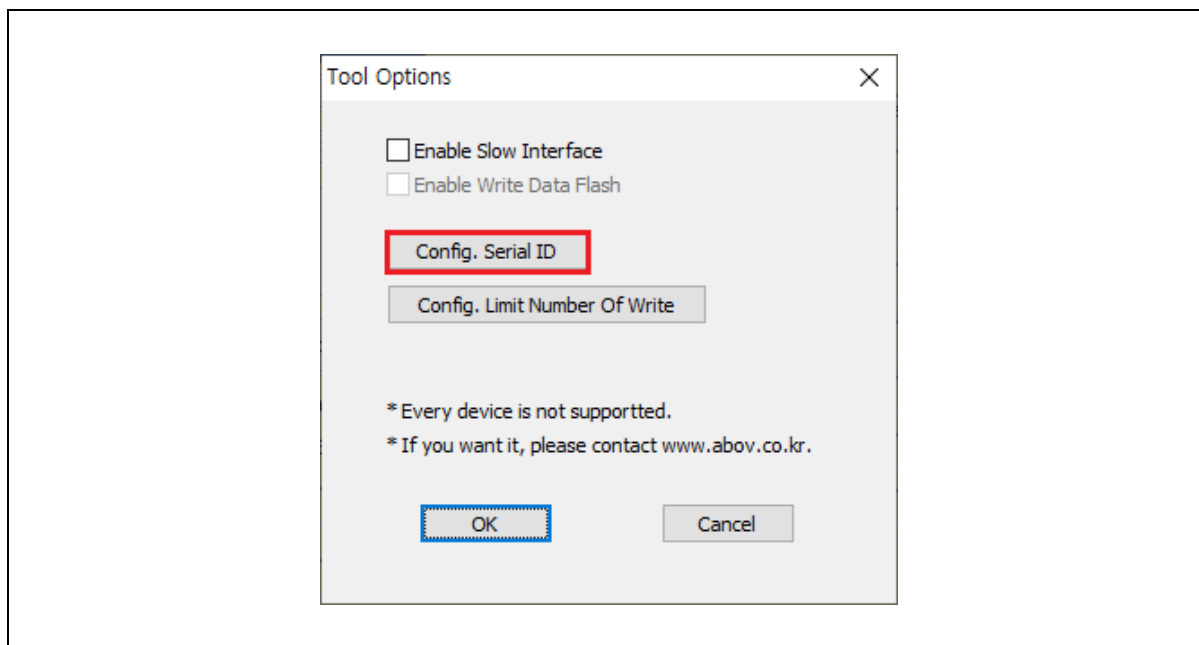 Tool Options
Enable Slow Interface
Enable Write Data Flash
Config. Serial ID
Config. Limit Number Of Write
* Every device is not supportted.
* If you want it, please contact www.abov.co.kr.
OK Cancel